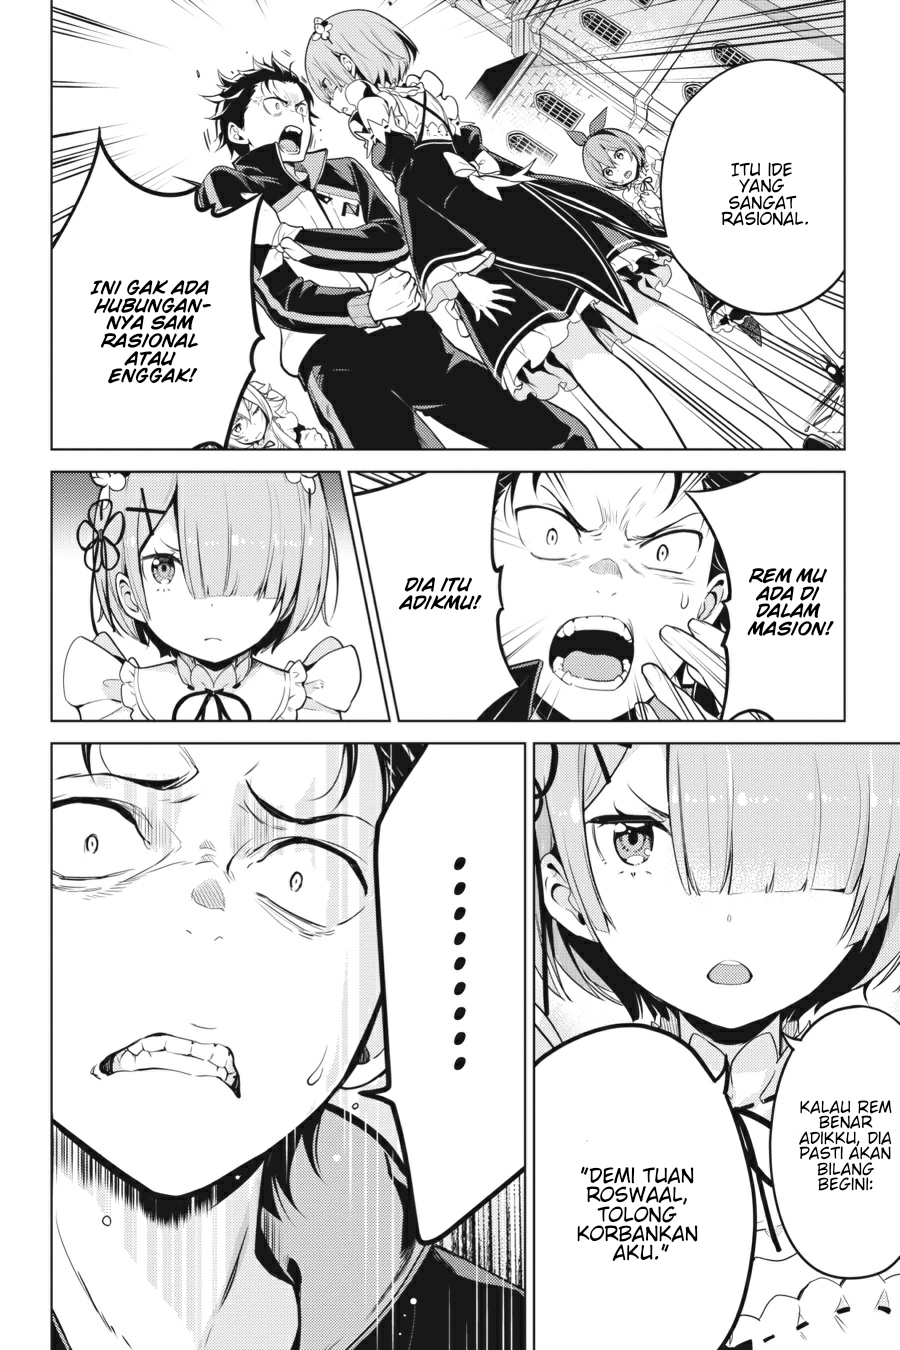 ITU IDE
YANG
SANGAT
RASIONAL.
INI GAK ADA
HUBUNGAN-
NYA SAM
RASIONAL
ATAU
ENGGAK!
REM MU
ADA DI
DALAM
MASION!
DIA ITU
ADIKMU!
KALAU REM
BENAR
ADIKKU, DIA
PASTI AKAN
BILANG
BEGINI:
"DEMI TUAN
ROSWAAL,
TOLONG
KORBANKAN
AKU."
.........